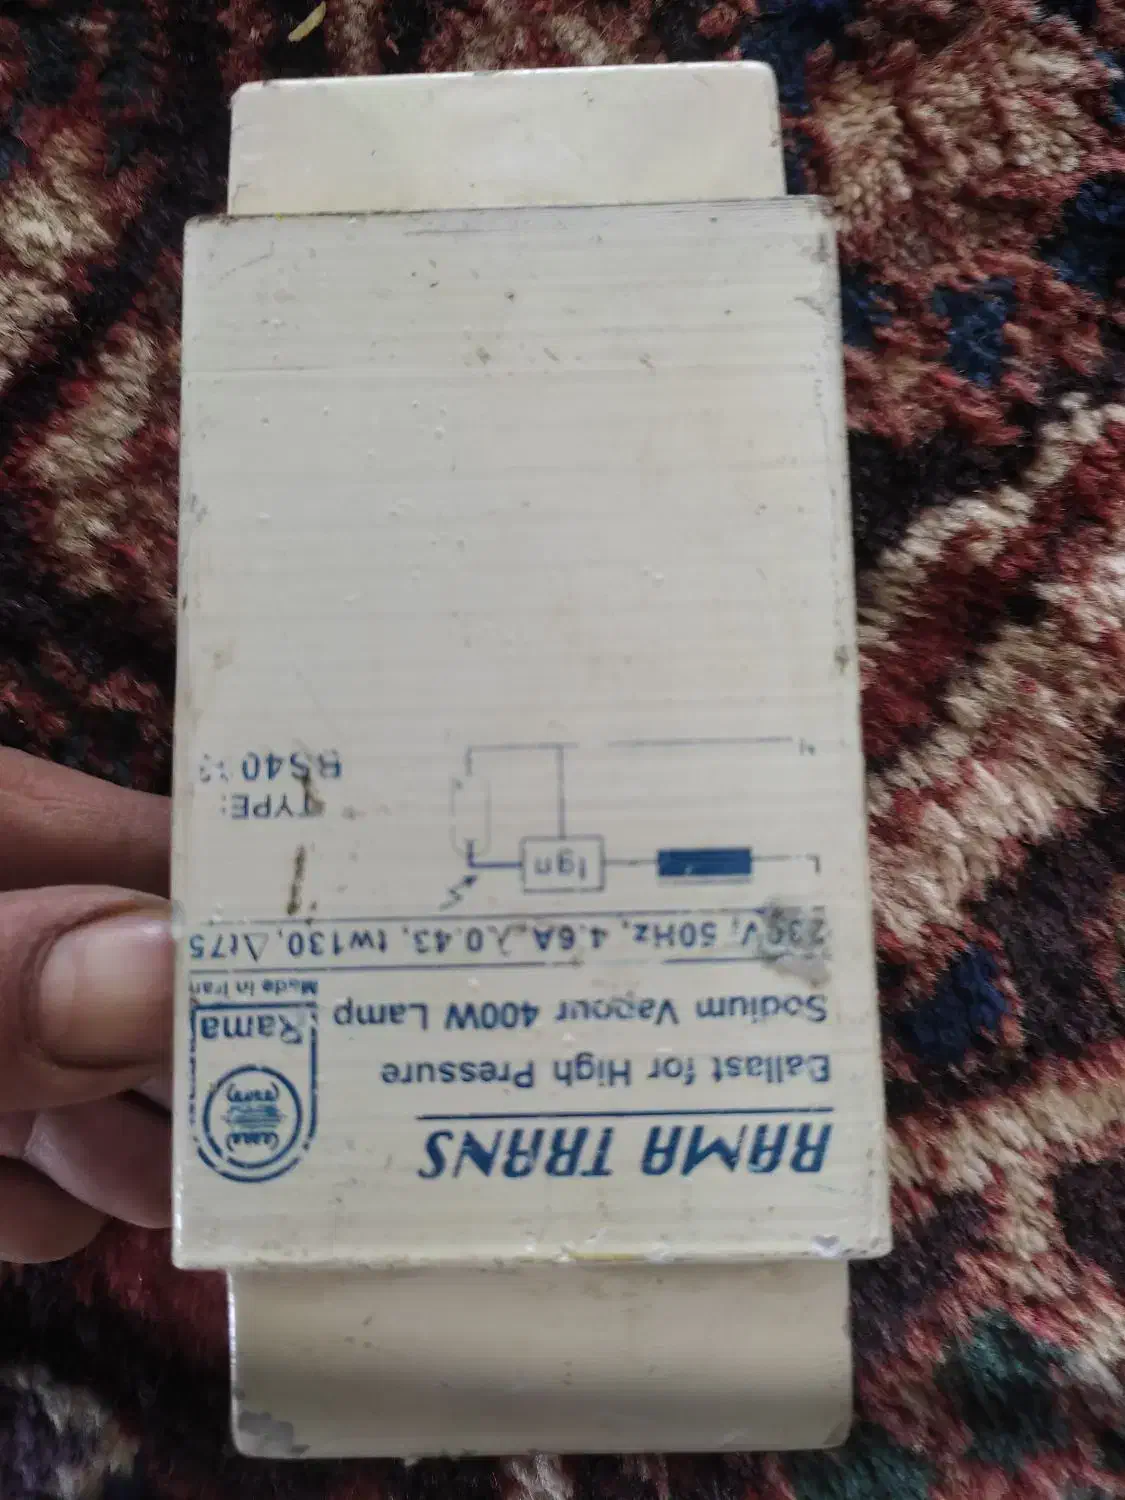 RAMA TRANS
Ballast for High Pressure
Sodium Vapour 400W Lamp
Rama
Made in Iran
230V, 50Hz, 4.6A, λ0.43, tw130, Δt75
L
Ign
N
TYPE: